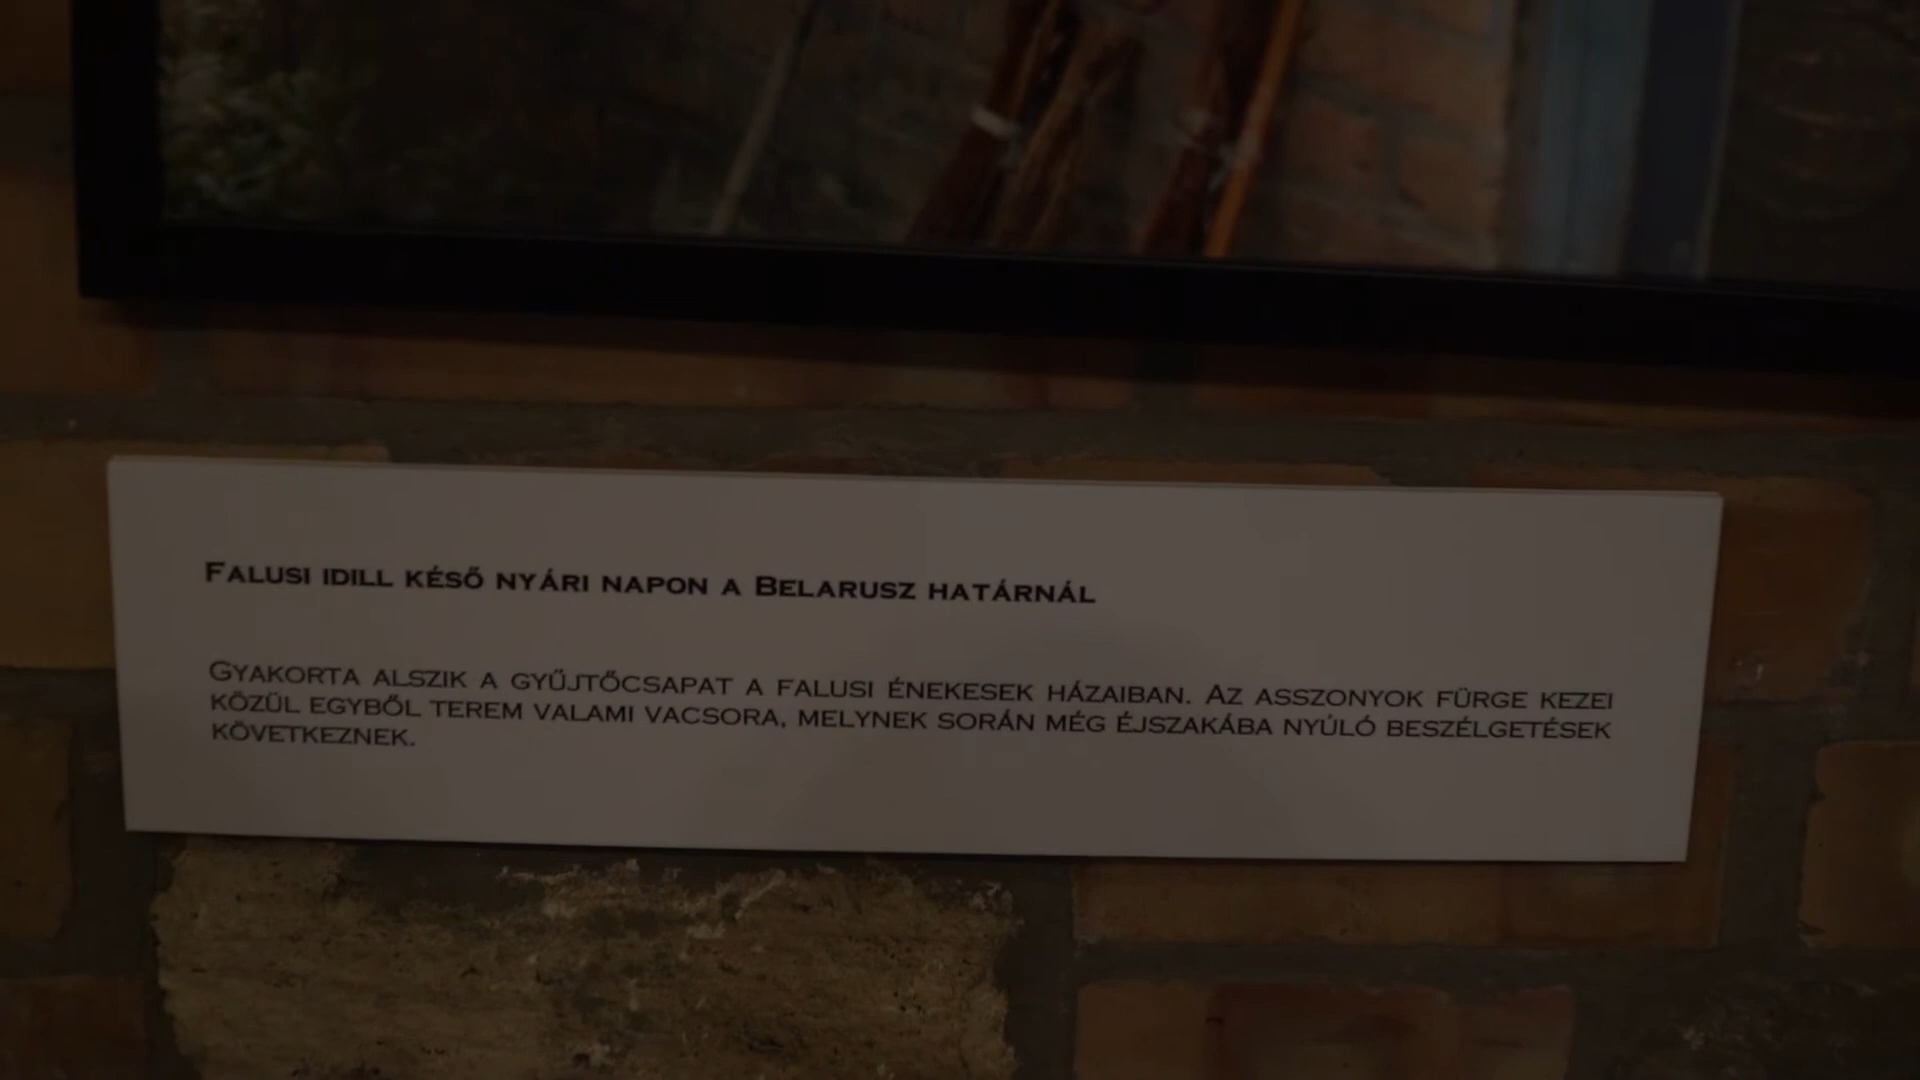 Falusi idill késő nyári napon a Belarusz határnál
Gyakorta alszik a gyűjtőcsapat a falusi énekesek házaiban. Az asszonyok fürge kezei
közül egyből terem valami vacsora, melynek során még éjszakába nyúló beszélgetések
következnek.